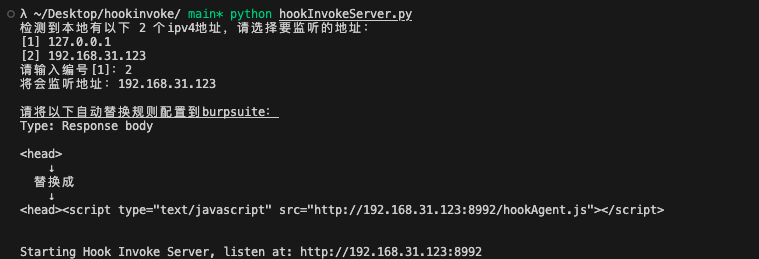 λ ~/Desktop/hookinvoke/ main* python hookInvokeServer.py
检测到本地有以下 2 个ipv4地址, 请选择要监听的地址:
[1] 127.0.0.1
[2] 192.168.31.123
请输入编号[1]: 2
将会监听地址: 192.168.31.123
请将以下自动替换规则配置到burpsuite:
Type: Response body
<head>
↓
替换成
↓
<head><script type="text/javascript" src="http://192.168.31.123:8992/hookAgent.js"></script>
Starting Hook Invoke Server, listen at: http://192.168.31.123:8992